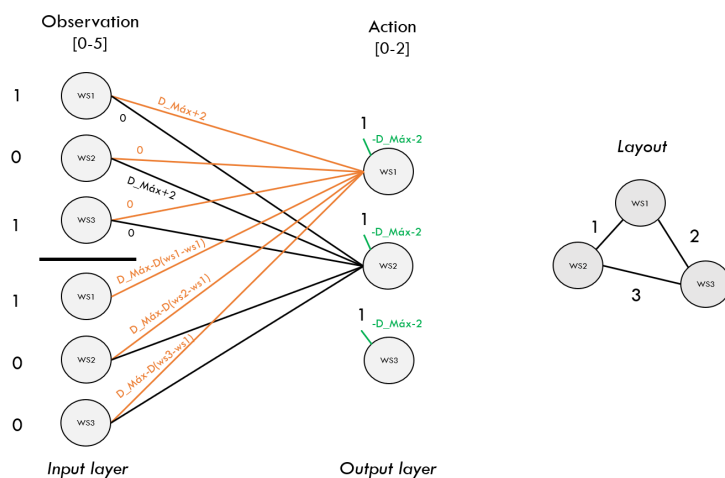 Observation
[0-5]
Action
[0-2]
1
WS1
D_Máx+2
0
0
WS2
0
D_Máx+2
1
WS3
0
0
1
WS1
D_Máx-D(ws1-ws1)
0
WS2
D_Máx-D(ws2-ws1)
0
WS3
D_Máx-D(ws3-ws1)
Input layer
1
-D_Máx-2
WS1
1
-D_Máx-2
WS2
1
-D_Máx-2
WS3
Output layer
Layout
WS1
1
2
WS2
3
WS3